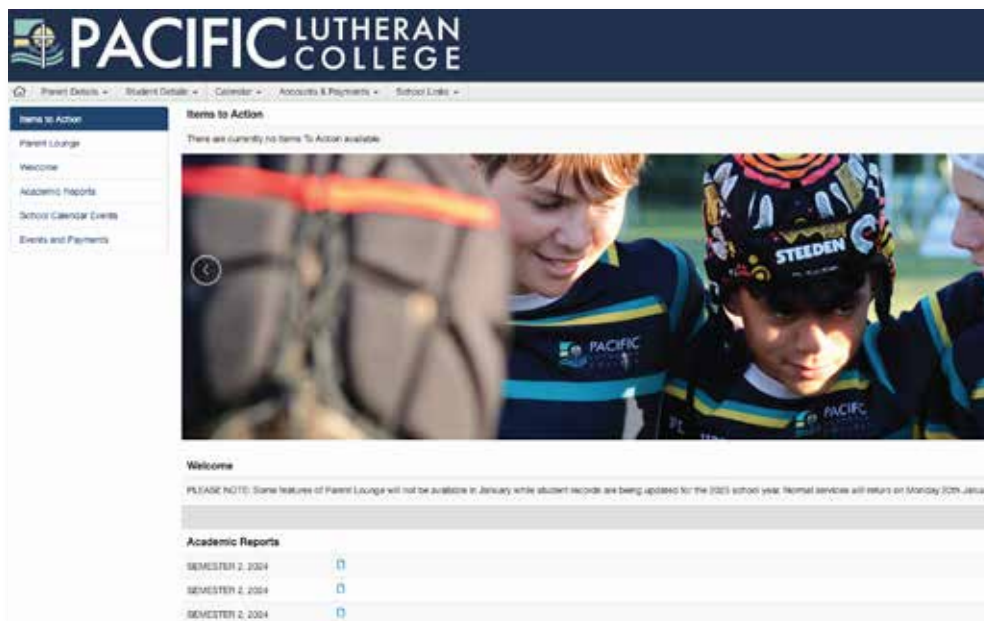 PACIFIC LUTHERAN COLLEGE
Parent Details Student Details Calendar Accounts & Payments School Links
Items to Action
Parent Lounge
Welcome
Academic Reports
School Calendar Events
Events and Payments
Items to Action
There are currently no Items To Action available.
STEEDEN
PACIFIC
PACIFIC
Welcome
PLEASE NOTE: Some features of Parent Lounge will not be available in January while student records are being updated for the 2025 school year. Normal services will return on Monday 20th
Academic Reports
SEMESTER 2, 2024
SEMESTER 2, 2024
SEMESTER 2, 2024